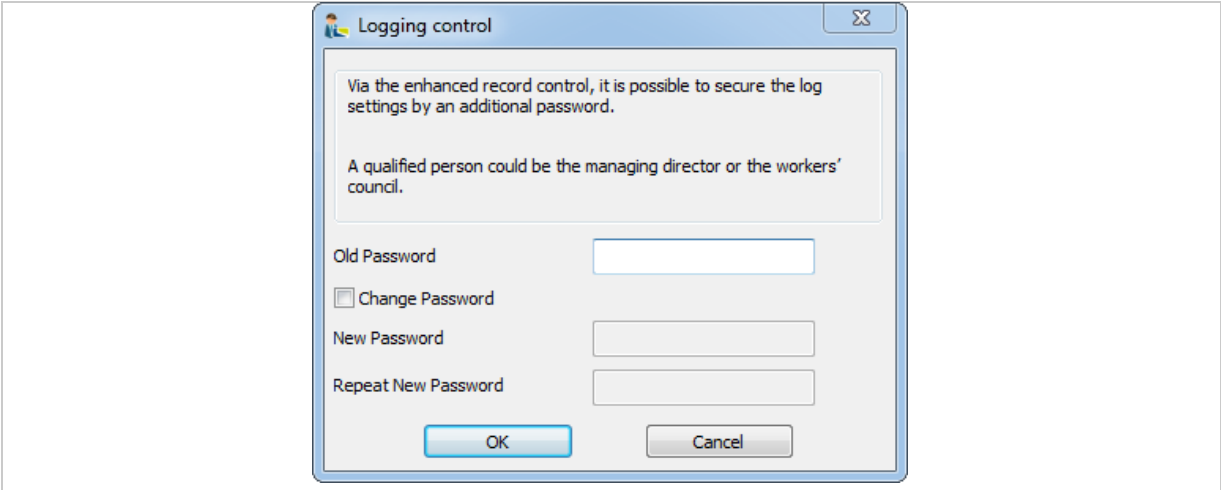 Logging control
Via the enhanced record control, it is possible to secure the log
settings by an additional password.
A qualified person could be the managing director or the workers’
council.
Old Password
Change Password
New Password
Repeat New Password
OK
Cancel